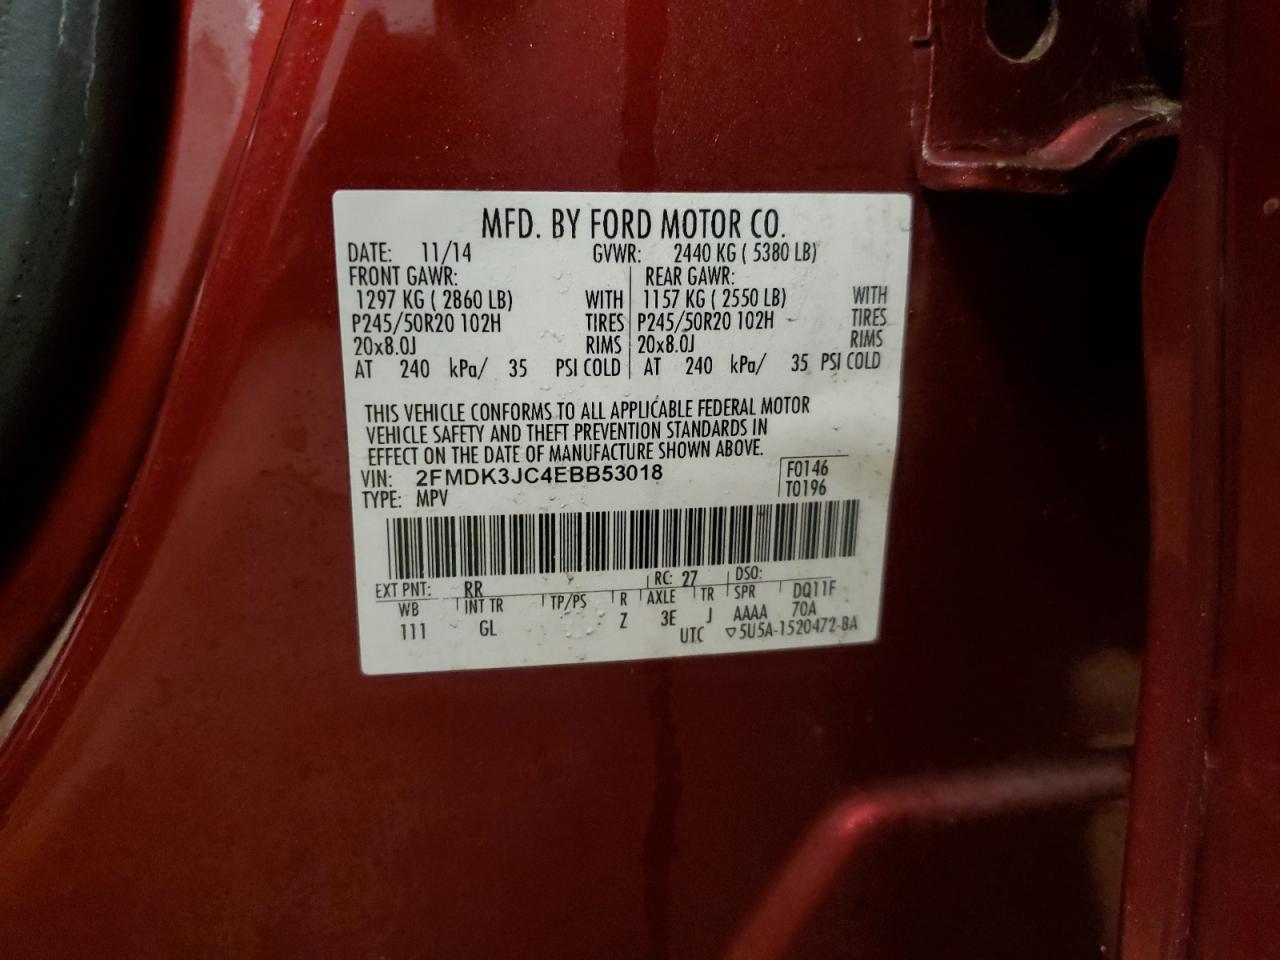 MFD. BY FORD MOTOR CO.
DATE: 11/14 GVWR: 2440 KG ( 5380 LB)
FRONT GAWR: REAR GAWR:
1297 KG ( 2860 LB) WITH 1157 KG ( 2550 LB) WITH
P245/50R20 102H TIRES P245/50R20 102H TIRES
20x8.0J RIMS 20x8.0J RIMS
AT 240 kPa/ 35 PSI COLD AT 240 kPa/ 35 PSI COLD
THIS VEHICLE CONFORMS TO ALL APPLICABLE FEDERAL MOTOR
VEHICLE SAFETY AND THEFT PREVENTION STANDARDS IN
EFFECT ON THE DATE OF MANUFACTURE SHOWN ABOVE.
VIN: 2FMDK3JC4EBB53018 F0146
TYPE: MPV T0196
EXT PNT: RR RC: 27 DSO:
WB INT TR TP/PS R AXLE TR SPR DQ11F
111 GL Z 3E J AAAA 70A
UTC ▽5U5A-1520472-BA